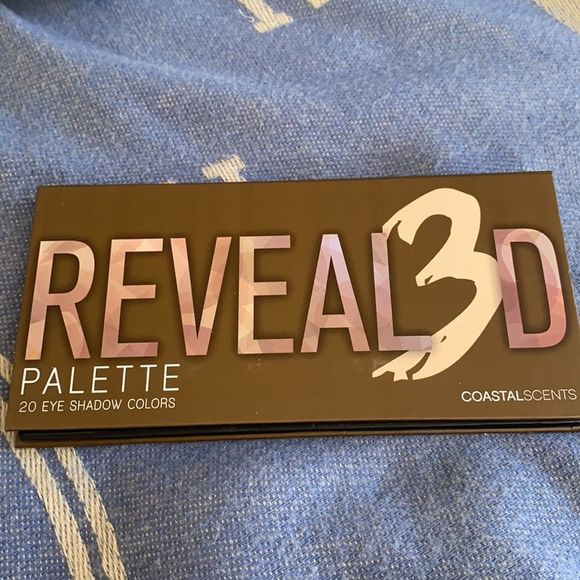 REVEAL3D
PALETTE
20 EYE SHADOW COLORS
COASTALSCENTS